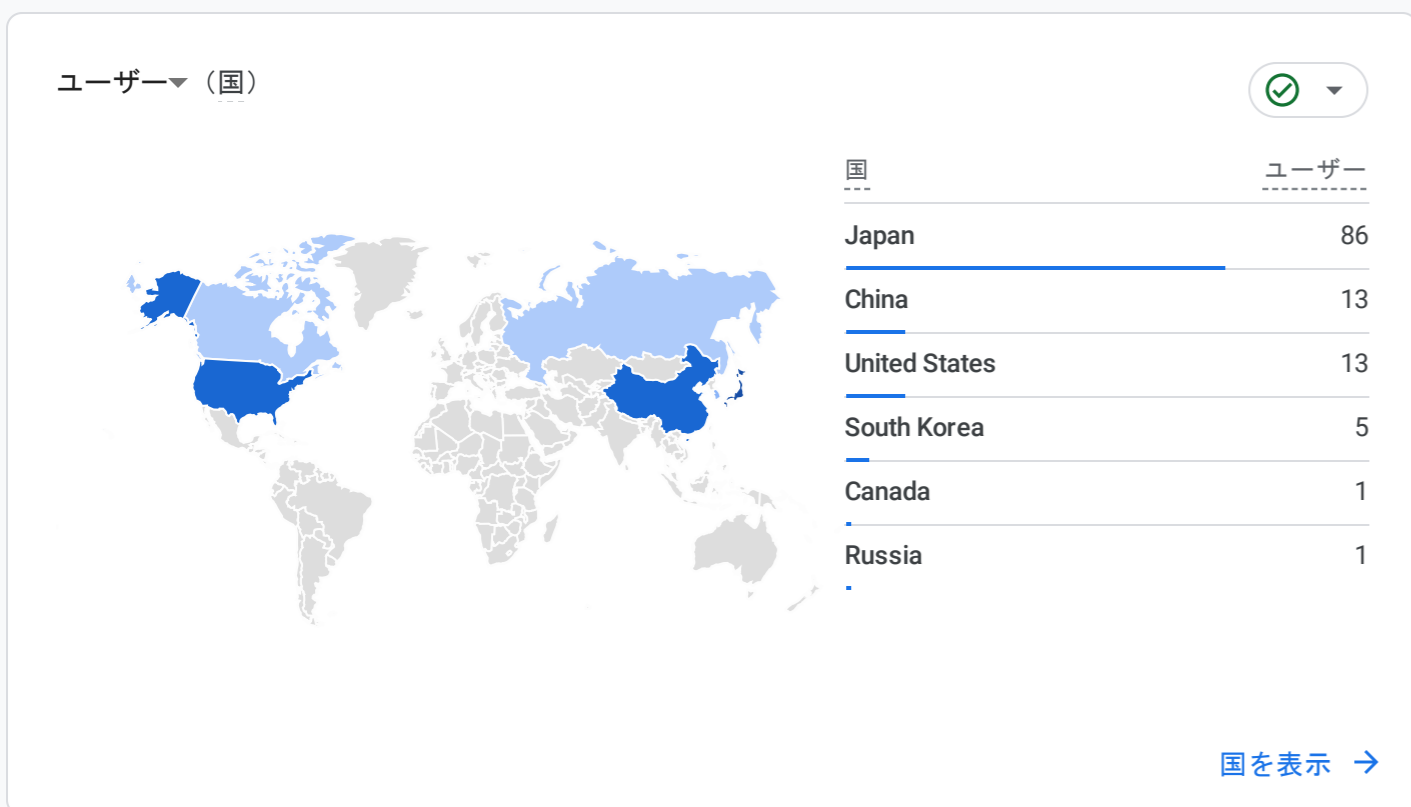 ユーザー（国）
国 ユーザー
Japan 86
China 13
United States 13
South Korea 5
Canada 1
Russia 1
国を表示